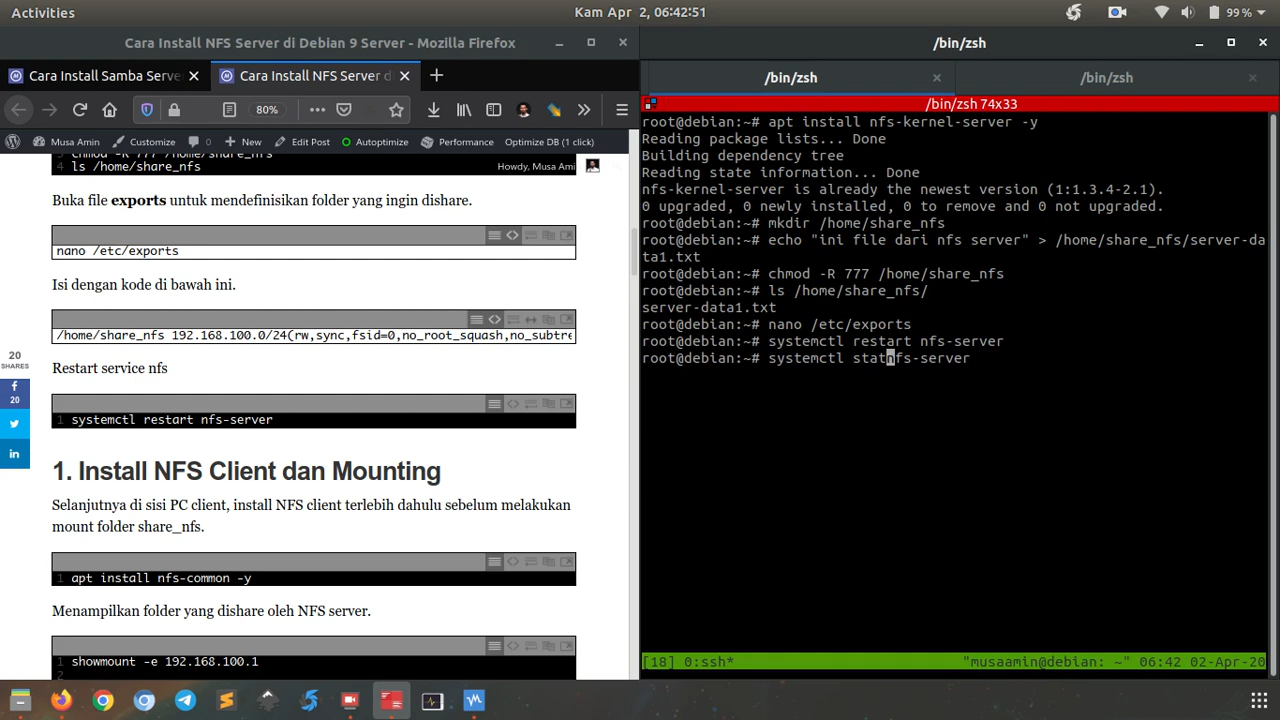 Activities
Kam Apr 2, 06:42:51
99 %
Cara Install NFS Server di Debian 9 Server - Mozilla Firefox
Cara Install Samba Serve
Cara Install NFS Server d
80%
Musa Amin
Customize
0
New
Edit Post
Autoptimize
Performance
Optimize DB (1 click)
Howdy, Musa Ami
3 chmod -R 777 /home/share_nfs
4 ls /home/share_nfs
Buka file exports untuk mendefinisikan folder yang ingin dishare.
nano /etc/exports
Isi dengan kode di bawah ini.
/home/share_nfs 192.168.100.0/24(rw,sync,fsid=0,no_root_squash,no_subtre
Restart service nfs
1 systemctl restart nfs-server
1. Install NFS Client dan Mounting
Selanjutnya di sisi PC client, install NFS client terlebih dahulu sebelum melakukan
mount folder share_nfs.
1 apt install nfs-common -y
Menampilkan folder yang dishare oleh NFS server.
1 showmount -e 192.168.100.1
2
20
SHARES
20
/bin/zsh
/bin/zsh
/bin/zsh
/bin/zsh 74x33
root@debian:~# apt install nfs-kernel-server -y
Reading package lists... Done
Building dependency tree
Reading state information... Done
nfs-kernel-server is already the newest version (1:1.3.4-2.1).
0 upgraded, 0 newly installed, 0 to remove and 0 not upgraded.
root@debian:~# mkdir /home/share_nfs
root@debian:~# echo "ini file dari nfs server" > /home/share_nfs/server-da
ta1.txt
root@debian:~# chmod -R 777 /home/share_nfs
root@debian:~# ls /home/share_nfs/
server-data1.txt
root@debian:~# nano /etc/exports
root@debian:~# systemctl restart nfs-server
root@debian:~# systemctl statnfs-server
[18] 0:ssh*
"musaamin@debian: ~" 06:42 02-Apr-20